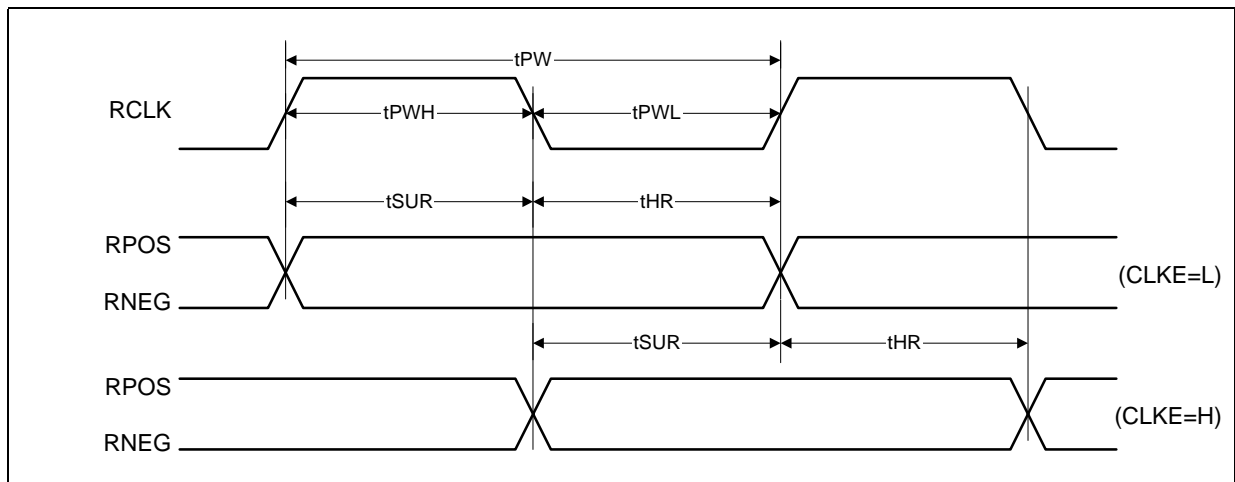 tPW
RCLK
tPWH
tPWL
tSUR
tHR
RPOS
RNEG
(CLKE=L)
tSUR
tHR
RPOS
RNEG
(CLKE=H)